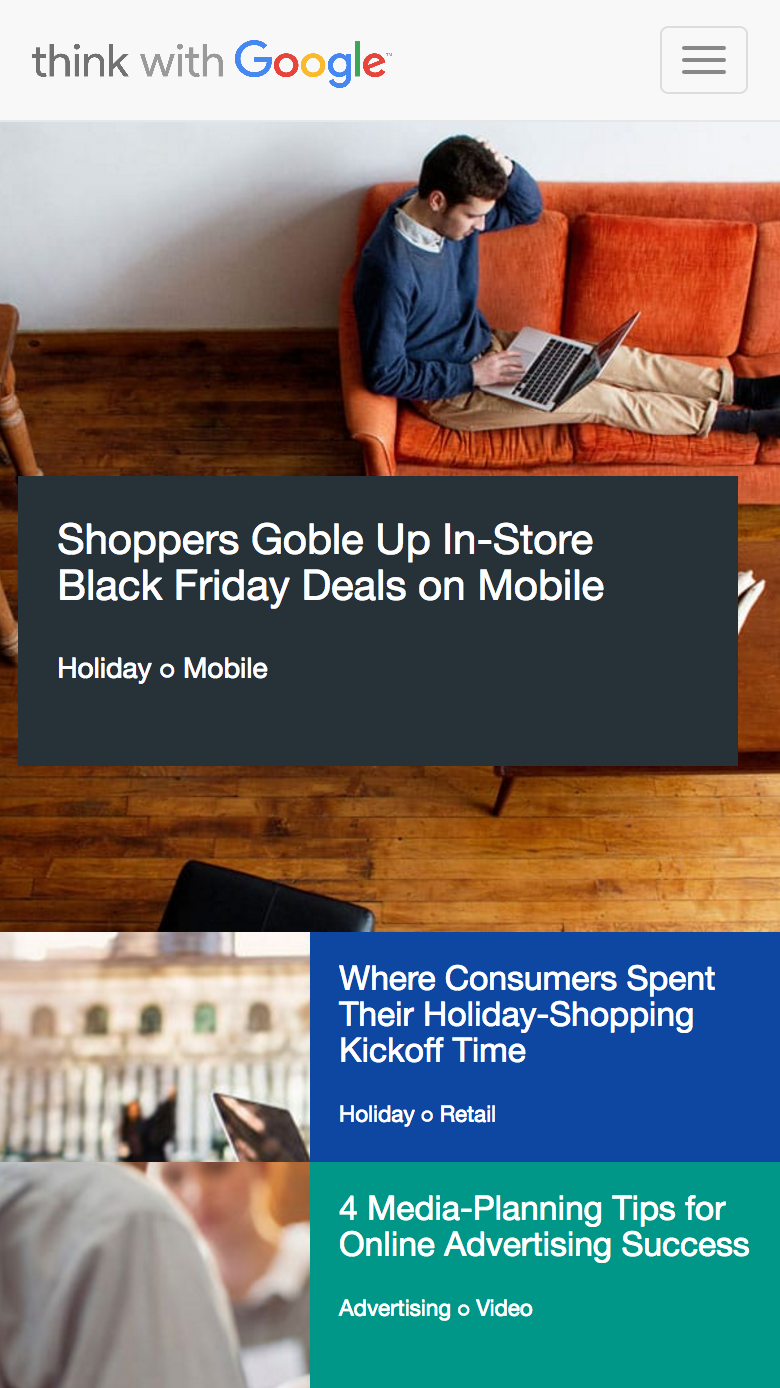 think with Google™
Shoppers Goble Up In-Store
Black Friday Deals on Mobile
Holiday o Mobile
Where Consumers Spent
Their Holiday-Shopping
Kickoff Time
Holiday o Retail
4 Media-Planning Tips for
Online Advertising Success
Advertising o Video